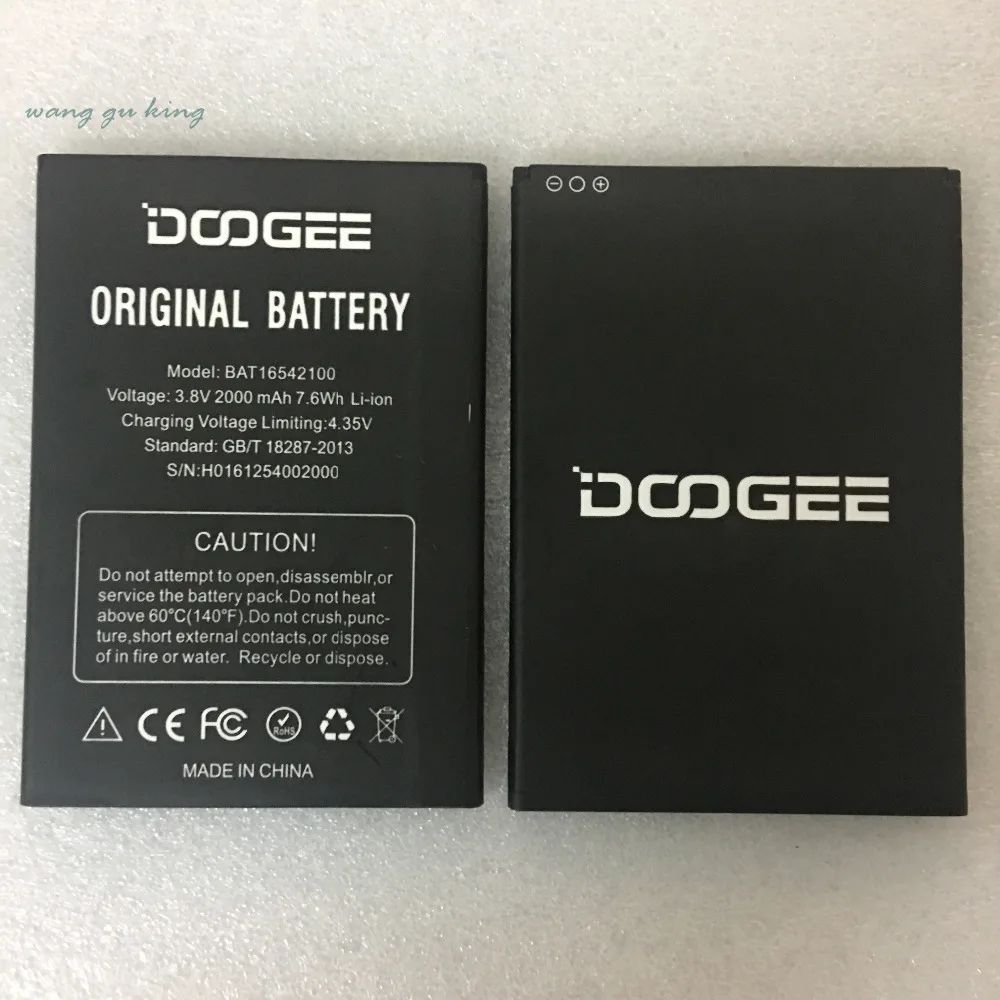 wang gu king
DOOGEE
ORIGINAL BATTERY
Model: BAT16542100
Voltage: 3.8V 2000 mAh 7.6Wh Li-ion
Charging Voltage Limiting:4.35V
Standard: GB/T 18287-2013
S/N:H0161254002000
CAUTION!
Do not attempt to open,disassemblr,or
service the battery pack.Do not heat
above 60°C(140°F).Do not crush,punc-
ture,short external contacts,or dispose
of in fire or water. Recycle or dispose.
CE FC RoHS
MADE IN CHINA
DOOGEE